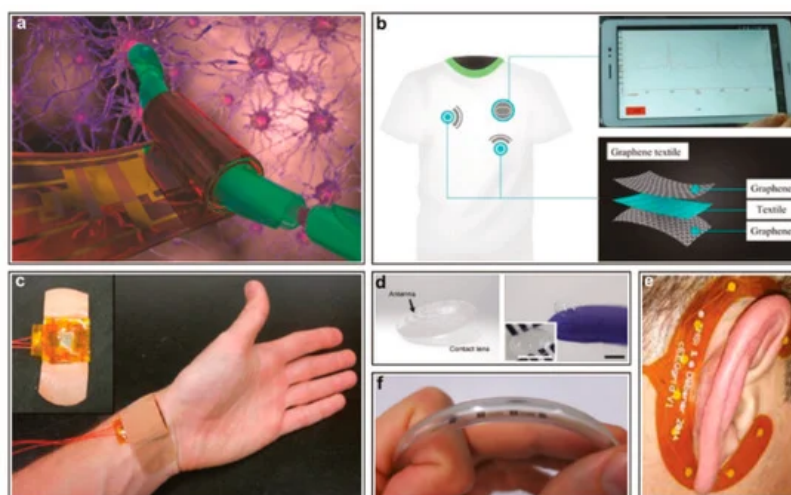 a
b
Graphene textile
Graphene
Textile
Graphene
c
d
Antenna
Contact lens
e
f